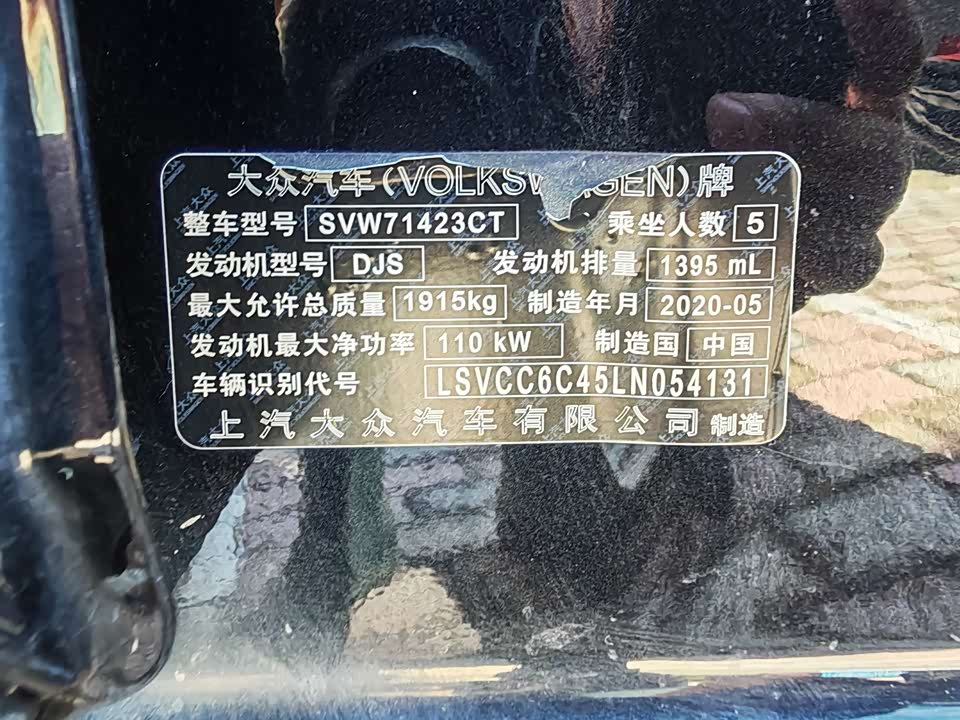 大众汽车(VOLKSWAGEN)牌
整车型号 SVW71423CT 乘坐人数 5
发动机型号 DJS 发动机排量 1395 mL
最大允许总质量 1915kg 制造年月 2020-05
发动机最大净功率 110 kW 制造国 中国
车辆识别代号 LSVCC6C45LN054131
上汽大众汽车有限公司 制造